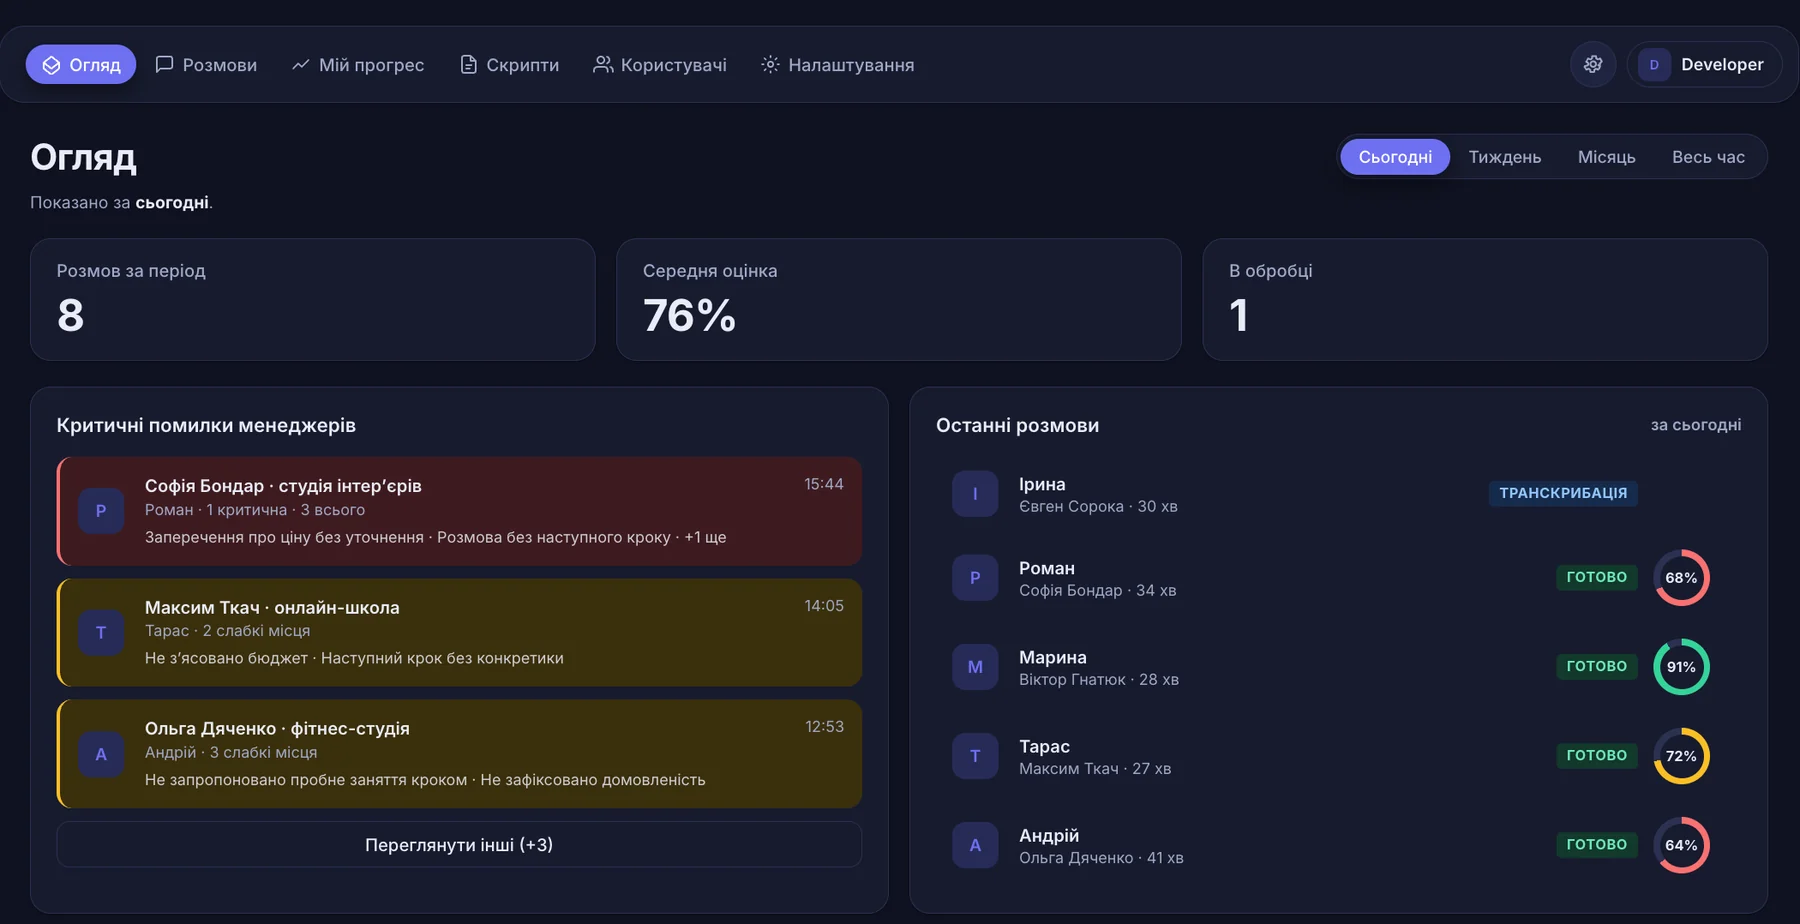 Огляд
Розмови
Мій прогрес
Скрипти
Користувачі
Налаштування
D
Developer
Огляд
Показано за сьогодні.
Сьогодні
Тиждень
Місяць
Весь час
Розмов за період
8
Середня оцінка
76%
В обробці
1
Критичні помилки менеджерів
Р
Софія Бондар · студія інтер’єрів
15:44
Роман · 1 критична · 3 всього
Заперечення про ціну без уточнення · Розмова без наступного кроку · +1 ще
Т
Максим Ткач · онлайн-школа
14:05
Тарас · 2 слабкі місця
Не з’ясовано бюджет · Наступний крок без конкретики
А
Ольга Дяченко · фітнес-студія
12:53
Андрій · 3 слабкі місця
Не запропоновано пробне заняття кроком · Не зафіксовано домовленість
Переглянути інші (+3)
Останні розмови
за сьогодні
І
Ірина
Євген Сорока · 30 хв
ТРАНСКРИБАЦІЯ
Р
Роман
Софія Бондар · 34 хв
ГОТОВО
68%
М
Марина
Віктор Гнатюк · 28 хв
ГОТОВО
91%
Т
Тарас
Максим Ткач · 27 хв
ГОТОВО
72%
А
Андрій
Ольга Дяченко · 41 хв
ГОТОВО
64%